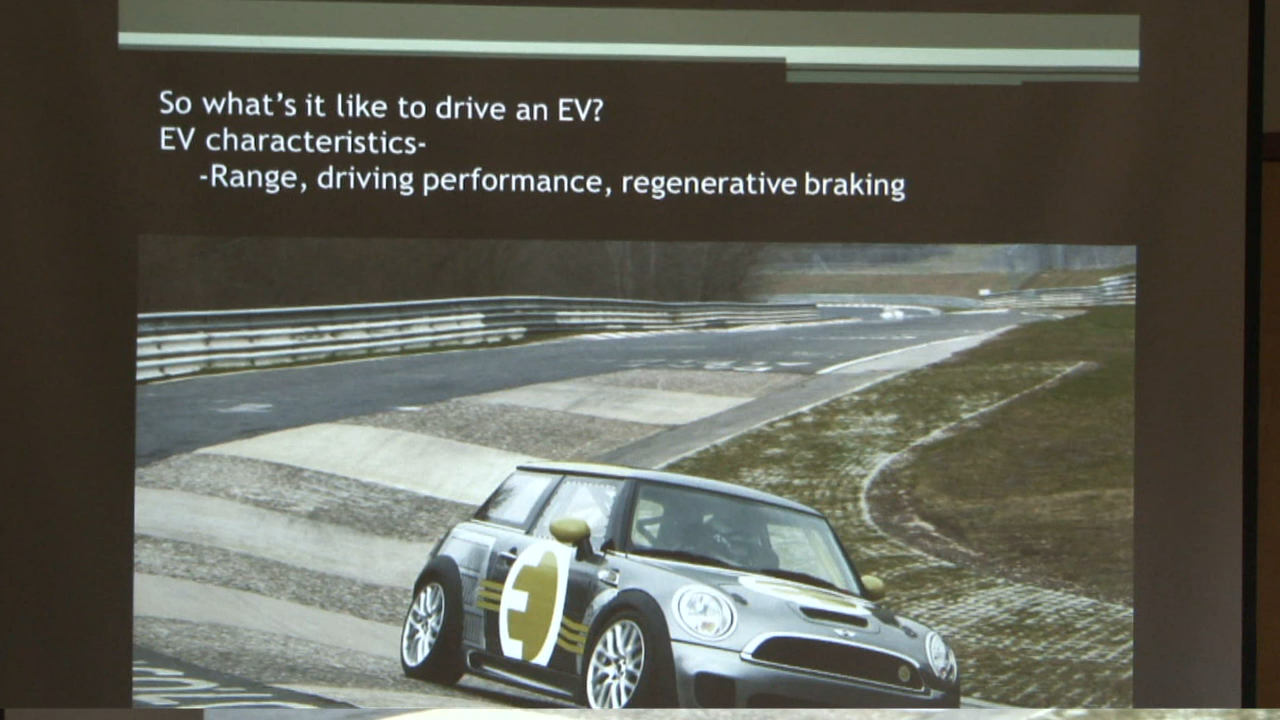 So what's it like to drive an EV?
EV characteristics-
-Range, driving performance, regenerative braking
E